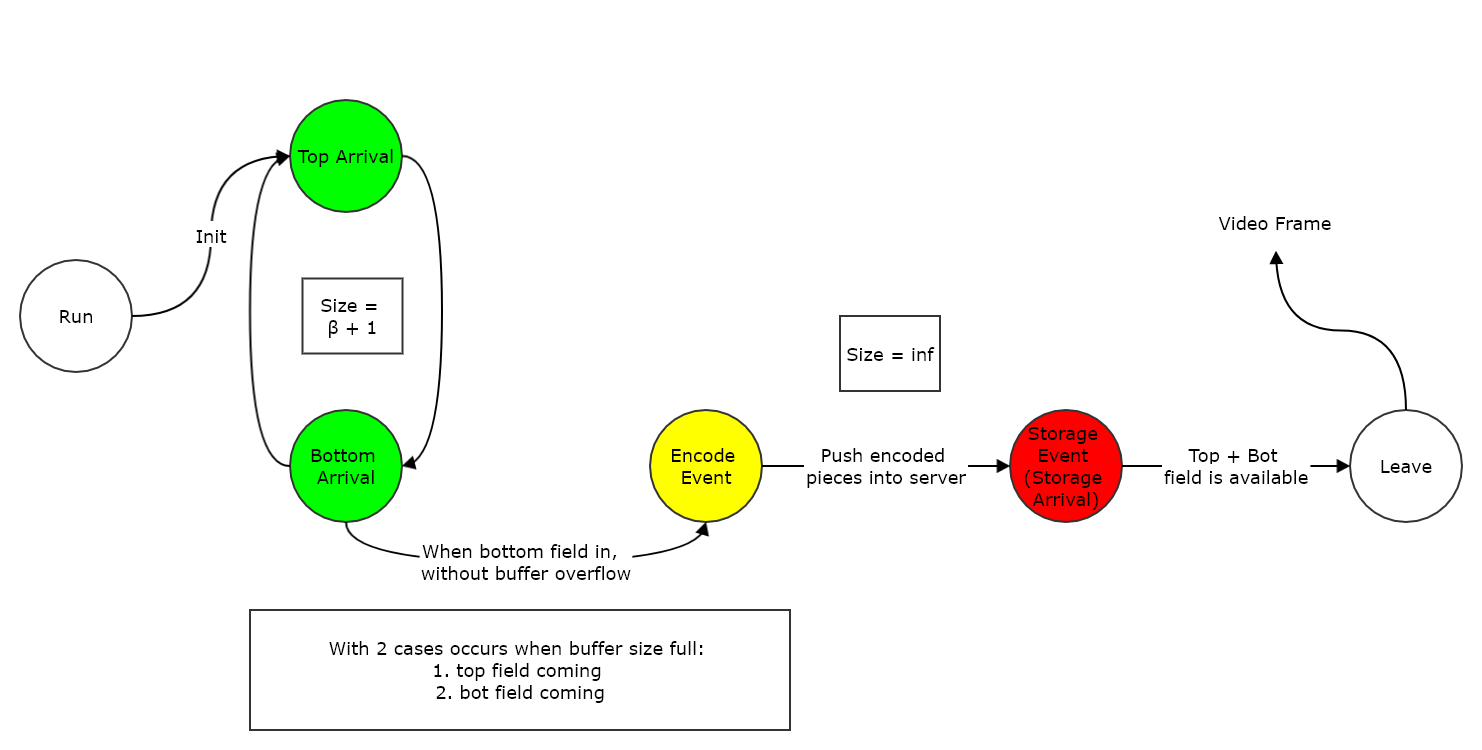 Top Arrival
Init
Run
Size =
β + 1
Bottom
Arrival
When bottom field in,
without buffer overflow
Encode
Event
Size = inf
Push encoded
pieces into server
Storage
Event
(Storage
Arrival)
Top + Bot
field is available
Leave
Video Frame
With 2 cases occurs when buffer size full:
1. top field coming
2. bot field coming